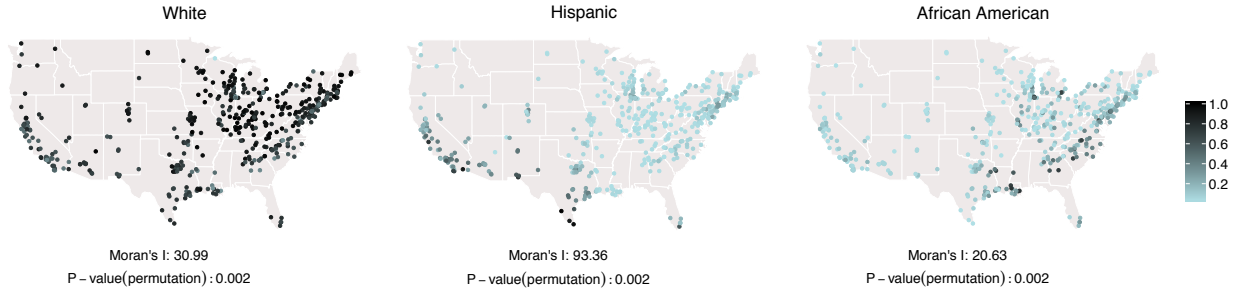 White
Hispanic
African American
1.0
0.8
0.6
0.4
0.2
Moran's I: 30.99
Moran's I: 93.36
Moran's I: 20.63
P − value(permutation) : 0.002
P − value(permutation) : 0.002
P − value(permutation) : 0.002